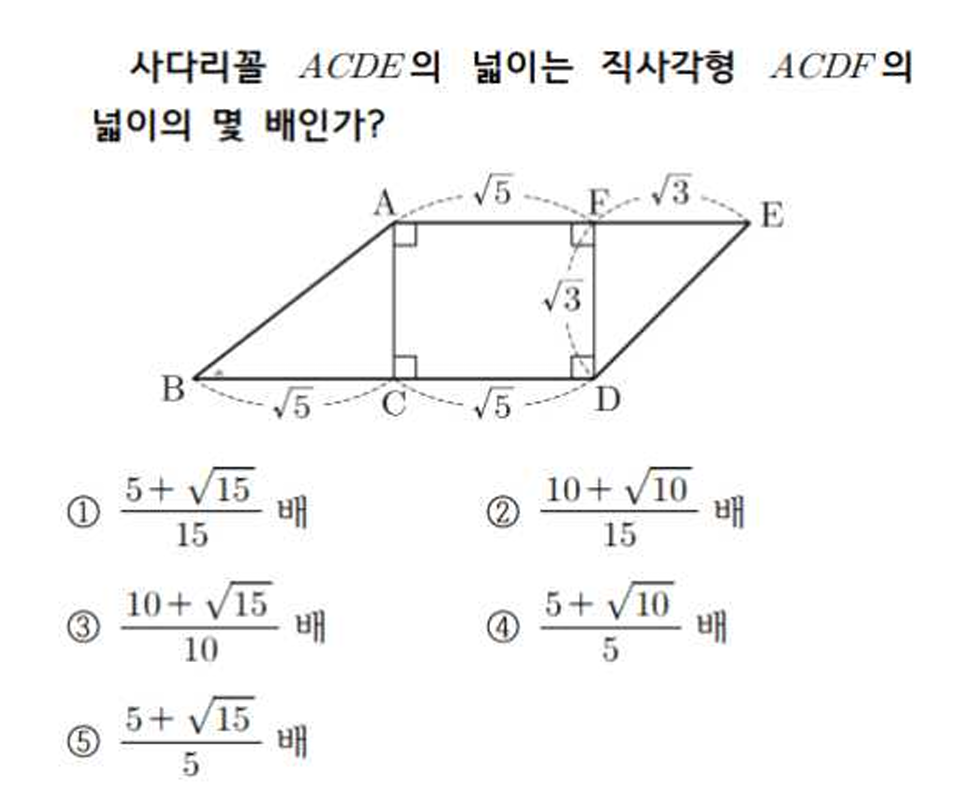 사다리꼴 ACDE의 넓이는 직사각형 ACDF의
넓이의 몇 배인가?
A √5 F √3 E
√3
B √5 C √5 D
① (5+√15)/15 배 ② (10+√10)/15 배
③ (10+√15)/10 배 ④ (5+√10)/5 배
⑤ (5+√15)/5 배